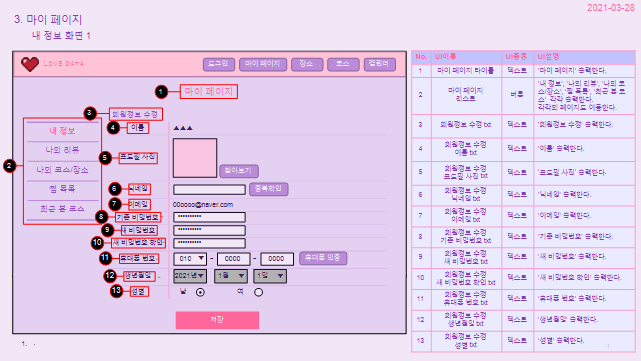 2021-03-28
3. 마이 페이지
내 정보 화면 1
LOVE DATA
로그인 마이 페이지 장소 코스 캘린더
1 마이 페이지
2
내 정보
나의 리뷰
나의 코스/장소
찜 목록
최근 본 코스
3 회원정보 수정
4 이름 ▲▲▲
5 프로필 사진
찾아보기
6 닉네임 중복확인
7 이메일 00oooo@naver.com
8 기존 비밀번호 ••••••••••
9 새 비밀번호 ••••••••••
10 새 비밀번호 확인 ••••••••••
11 휴대폰 번호 010 - 0000 - 0000 휴대폰 인증
12 생년월일 2021년 1월 1일
13 성별 남 여
저장
No. UI이름 UI종류 UI설명
1 마이 페이지 타이틀 텍스트 '마이 페이지' 출력한다.
2 마이 페이지 리스트 버튼 '내 정보', '나의 리뷰', '나의 코스/장소', '찜 목록', '최근 본 코스' 각각 출력한다.
각각의 페이지로 이동한다.
3 회원정보 수정 txt 텍스트 '회원정보 수정' 출력한다.
4 회원정보 수정 이름 txt 텍스트 '이름' 출력한다.
5 회원정보 수정 프로필 사진 txt 텍스트 '프로필 사진' 출력한다.
6 회원정보 수정 닉네임 txt 텍스트 '닉네임' 출력한다.
7 회원정보 수정 이메일 txt 텍스트 '이메일' 출력한다.
8 회원정보 수정 기존 비밀번호 txt 텍스트 '기존 비밀번호' 출력한다.
9 회원정보 수정 새 비밀번호 txt 텍스트 '새 비밀번호' 출력한다.
10 회원정보 수정 새 비밀번호 확인 txt 텍스트 '새 비밀번호 확인' 출력한다.
11 회원정보 수정 휴대폰 번호 txt 텍스트 '휴대폰 번호' 출력한다.
12 회원정보 수정 생년월일 txt 텍스트 '생년월일' 출력한다.
13 회원정보 수정 성별 txt 텍스트 '성별' 출력한다.
1. .